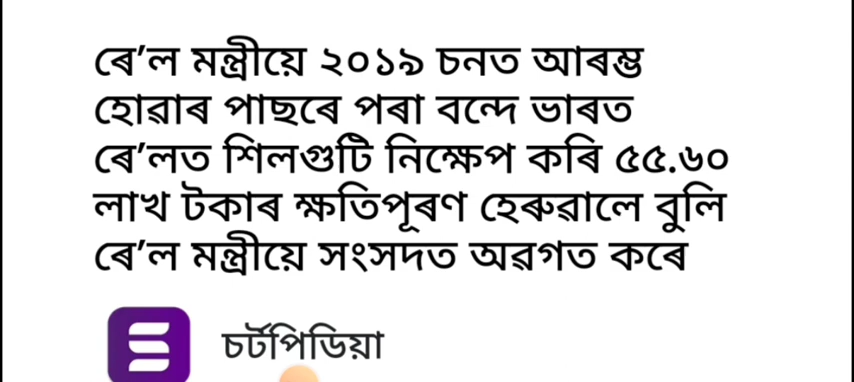 ৰে’ল মন্ত্ৰীয়ে ২০১৯ চনত আৰম্ভ
হোৱাৰ পাছৰে পৰা বন্দে ভাৰত
ৰে’লত শিলগুটি নিক্ষেপ কৰি ৫৫.৬০
লাখ টকাৰ ক্ষতিপূৰণ হেৰুৱালে বুলি
ৰে’ল মন্ত্ৰীয়ে সংসদত অৱগত কৰে
চৰ্টপিডিয়া